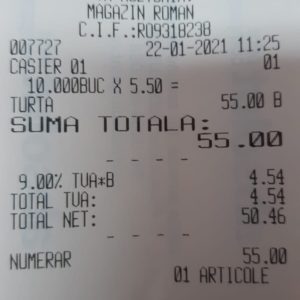 MAGAZIN ROMAN
C.I.F.:RO9318238
007727 22-01-2021 11:25
CASIER 01 01
10.000BUC X 5.50 =
TURTA 55.00 B
SUMA TOTALA:
55.00
- - - -
9.00% TVA*B 4.54
TOTAL TVA: 4.54
TOTAL NET: 50.46
- - - -
NUMERAR 55.00
01 ARTICOLE